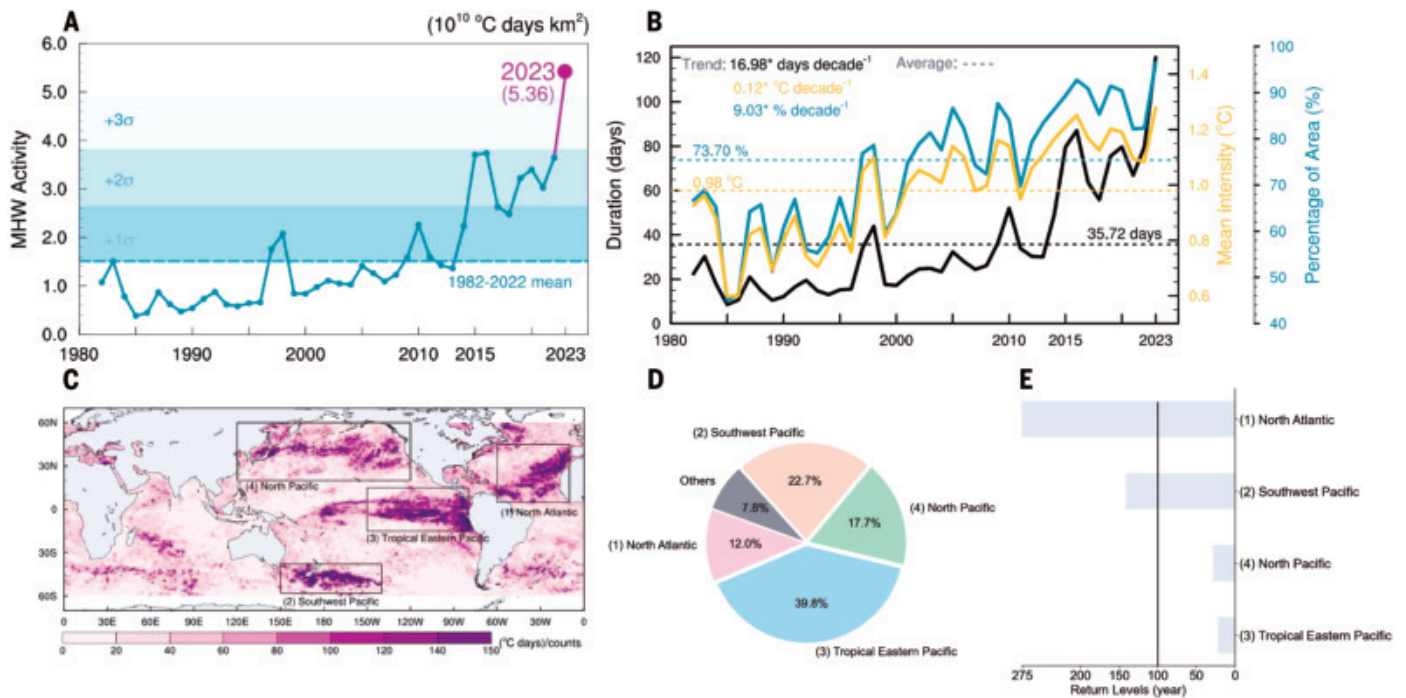 A
(10¹⁰ °C days km²)
MHW Activity
6.0
5.0
4.0
3.0
2.0
1.0
0.0
2023
(5.36)
+3σ
+2σ
+1σ
1982-2022 mean
1980
1990
2000
2010
2015
2023
B
Duration (days)
120
100
80
60
40
20
0
Trend: 16.98* days decade⁻¹
Average: ----
0.12* °C decade⁻¹
9.03* % decade⁻¹
73.70 %
0.98 °C
35.72 days
1980
1990
2000
2010
2015
2023
1.4
1.2
1.0
0.8
0.6
Mean intensity (°C)
100
90
80
70
60
50
40
Percentage of Area (%)
C
60N
30N
0
30S
60S
(4) North Pacific
(1) North Atlantic
(3) Tropical Eastern Pacific
(2) Southwest Pacific
0
30E
60E
90E
120E
150E
180
150W
120W
90W
60W
30W
0
0
20
40
60
80
100
120
140
150
(°C days)/counts
D
(2) Southwest Pacific
22.7%
Others
7.8%
(4) North Pacific
17.7%
(1) North Atlantic
12.0%
39.8%
(3) Tropical Eastern Pacific
E
(1) North Atlantic
(2) Southwest Pacific
(4) North Pacific
(3) Tropical Eastern Pacific
275
200
150
100
50
0
Return Levels (year)